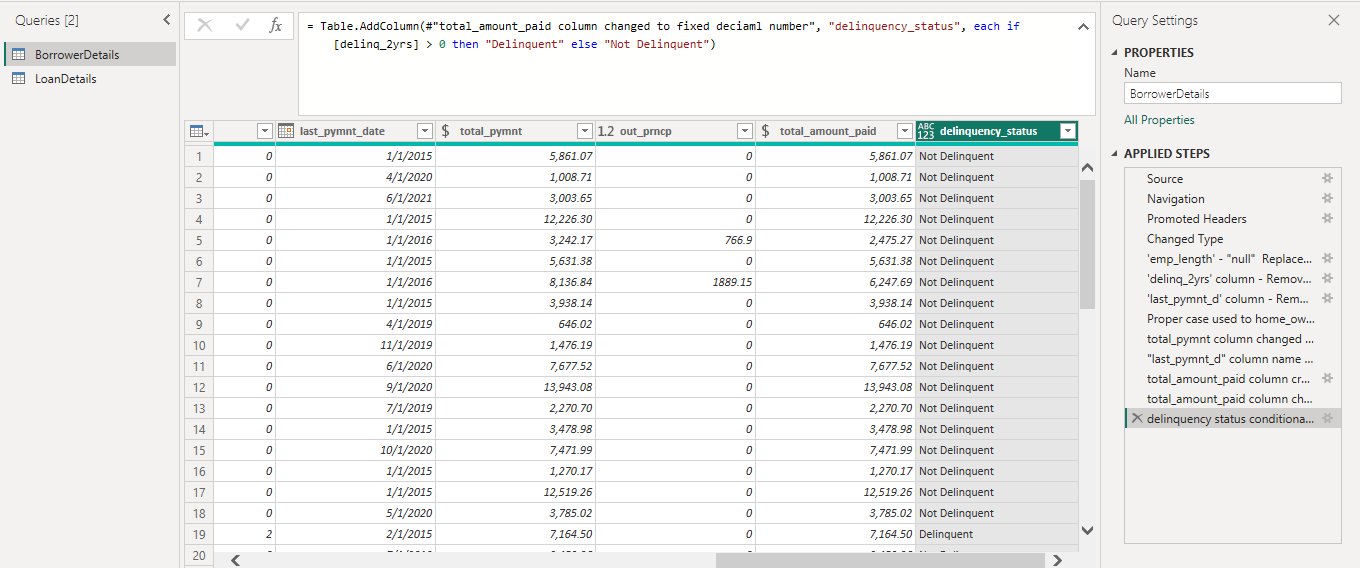 Queries [2]
BorrowerDetails
LoanDetails
fx
= Table.AddColumn(#"total_amount_paid column changed to fixed deciaml number", "delinquency_status", each if
[delinq_2yrs] > 0 then "Delinquent" else "Not Delinquent")
last_pymnt_date $ total_pymnt 1.2 out_prncp $ total_amount_paid ABC 123 delinquency_status
1 0 1/1/2015 5,861.07 0 5,861.07 Not Delinquent
2 0 4/1/2020 1,008.71 0 1,008.71 Not Delinquent
3 0 6/1/2021 3,003.65 0 3,003.65 Not Delinquent
4 0 1/1/2015 12,226.30 0 12,226.30 Not Delinquent
5 0 1/1/2016 3,242.17 766.9 2,475.27 Not Delinquent
6 0 1/1/2015 5,631.38 0 5,631.38 Not Delinquent
7 0 1/1/2016 8,136.84 1889.15 6,247.69 Not Delinquent
8 0 1/1/2015 3,938.14 0 3,938.14 Not Delinquent
9 0 4/1/2019 646.02 0 646.02 Not Delinquent
10 0 11/1/2019 1,476.19 0 1,476.19 Not Delinquent
11 0 6/1/2020 7,677.52 0 7,677.52 Not Delinquent
12 0 9/1/2020 13,943.08 0 13,943.08 Not Delinquent
13 0 7/1/2019 2,270.70 0 2,270.70 Not Delinquent
14 0 1/1/2015 3,478.98 0 3,478.98 Not Delinquent
15 0 10/1/2020 7,471.99 0 7,471.99 Not Delinquent
16 0 1/1/2015 1,270.17 0 1,270.17 Not Delinquent
17 0 1/1/2015 12,519.26 0 12,519.26 Not Delinquent
18 0 5/1/2020 3,785.02 0 3,785.02 Not Delinquent
19 2 2/1/2015 7,164.50 0 7,164.50 Delinquent
20
Query Settings
PROPERTIES
Name
BorrowerDetails
All Properties
APPLIED STEPS
Source
Navigation
Promoted Headers
Changed Type
'emp_length' - "null" Replace...
'delinq_2yrs' column - Remov...
'last_pymnt_d' column - Rem...
Proper case used to home_ow...
total_pymnt column changed ...
"last_pymnt_d" column name ...
total_amount_paid column cr...
total_amount_paid column ch...
delinquency status conditiona...